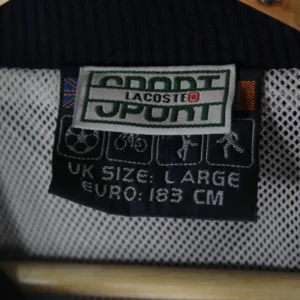 SPORT
LACOSTE
SPORT
UK SIZE: LARGE
EURO: 183 CM